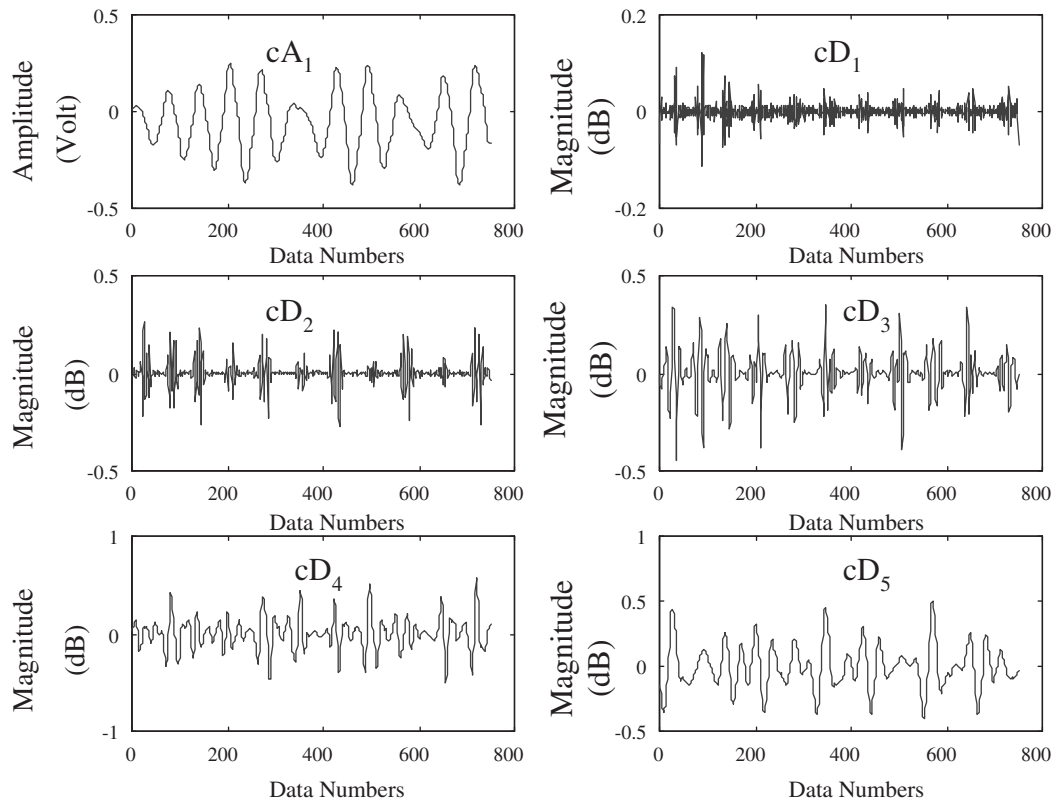 0.5
0
-0.5
Amplitude
(Volt)
cA1
0 200 400 600 800
Data Numbers
0.2
0
-0.2
Magnitude
(dB)
cD1
0 200 400 600 800
Data Numbers
0.5
0
-0.5
Magnitude
(dB)
cD2
0 200 400 600 800
Data Numbers
0.5
0
-0.5
Magnitude
(dB)
cD3
0 200 400 600 800
Data Numbers
1
0
-1
Magnitude
(dB)
cD4
0 200 400 600 800
Data Numbers
1
0.5
0
-0.5
Magnitude
(dB)
cD5
0 200 400 600 800
Data Numbers